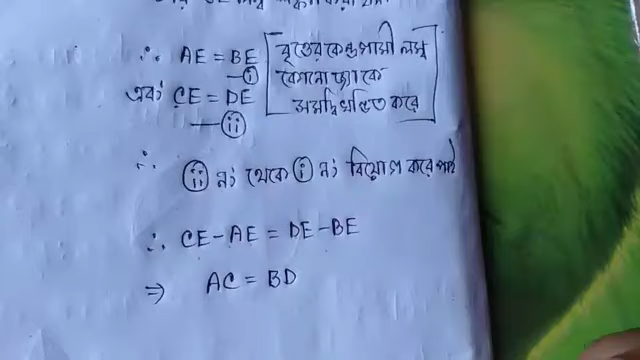 ∴ AE = BE [বৃত্তের কেন্দ্রগামী লম্ব
—(i) কোনো জ্যাকে
এবং CE = DE সমদ্বিখণ্ডিত করে]
—(ii)
∴ (ii) নং থেকে (i) নং বিয়োগ করে পাই
∴ CE – AE = DE – BE
⇒ AC = BD